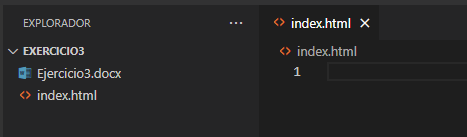 EXPLORADOR ...
EXERCICIO3
Ejercicio3.docx
<> index.html
<> index.html ×
<> index.html
1